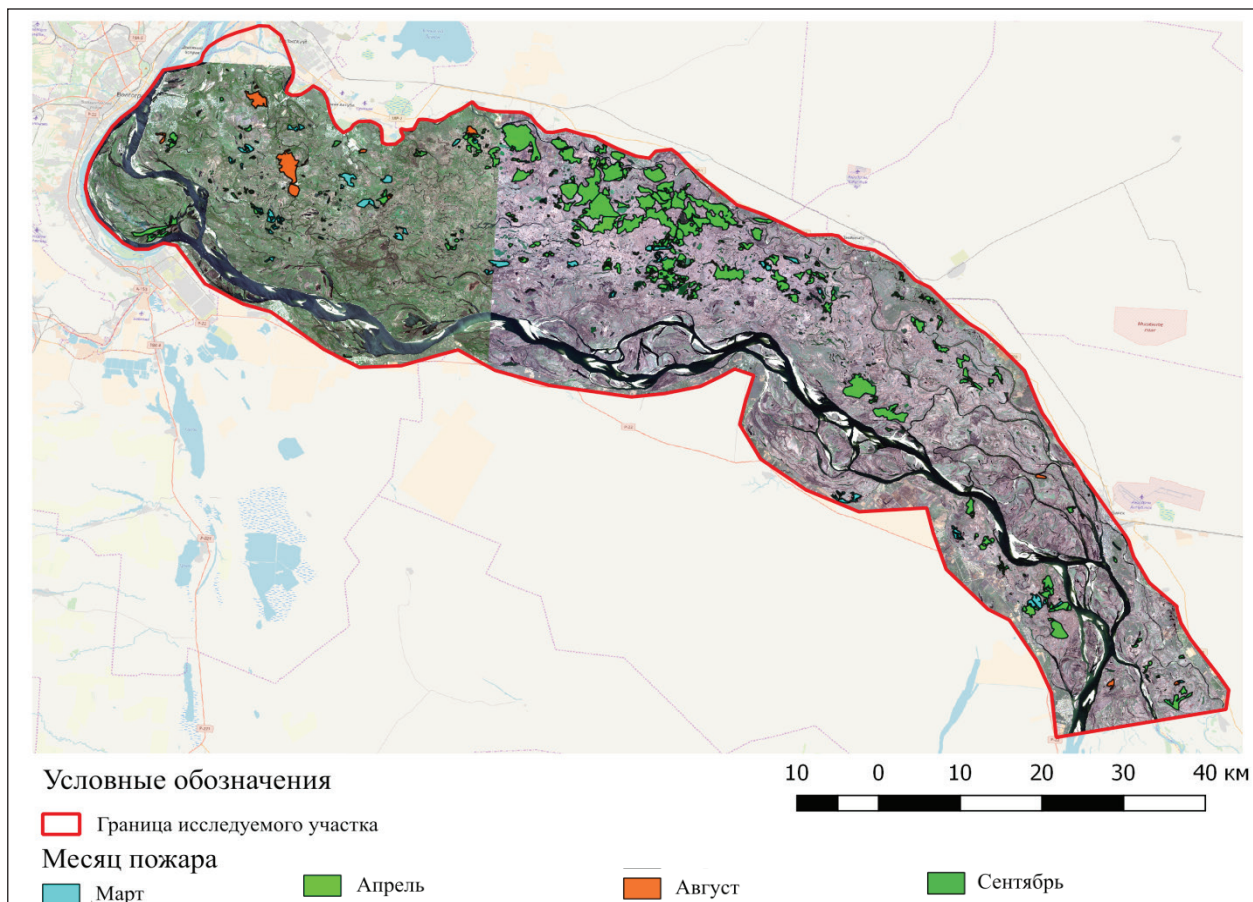 Условные обозначения
10 0 10 20 30 40 км
Граница исследуемого участка
Месяц пожара
Март
Апрель
Август
Сентябрь